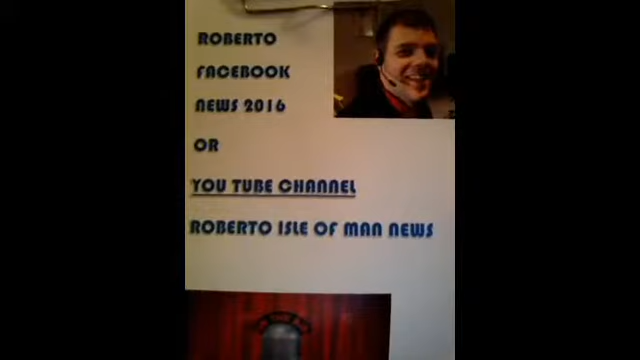 ROBERTO
FACEBOOK
NEWS 2016
OR
YOU TUBE CHANNEL
ROBERTO ISLE OF MAN NEWS